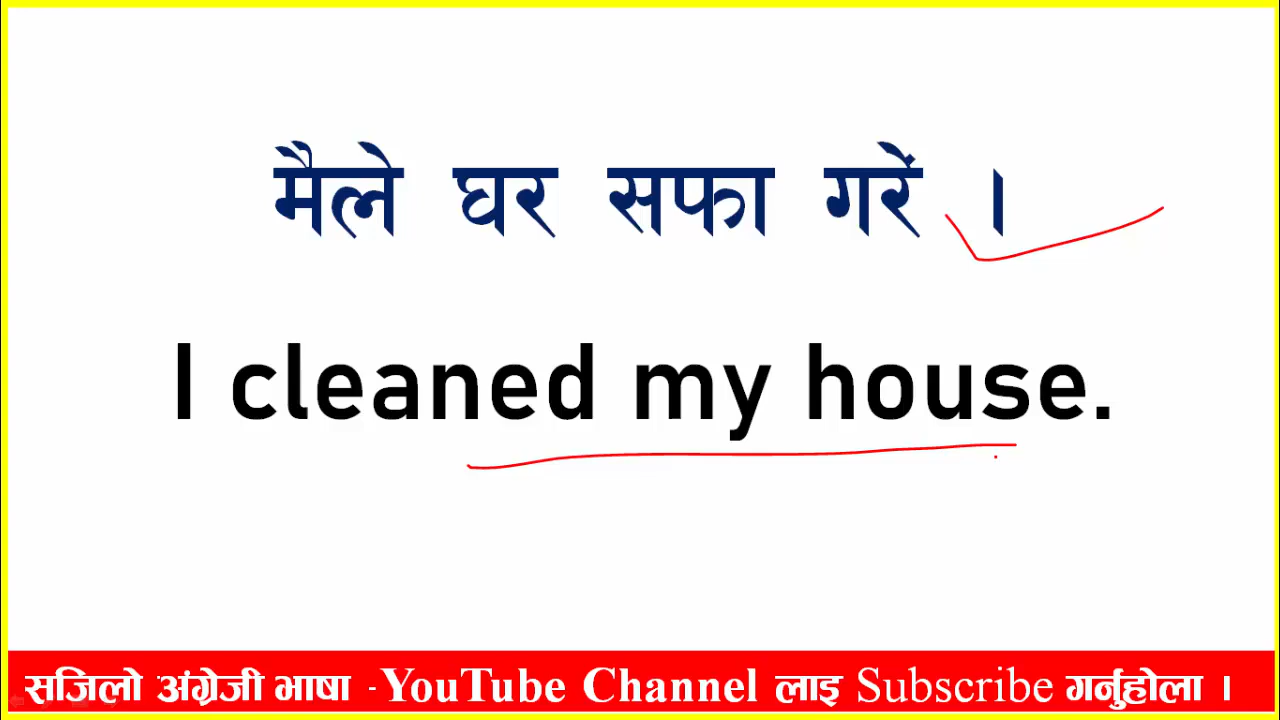 मैले घर सफा गरें ।
I cleaned my house.
सजिलो अंग्रेजी भाषा -YouTube Channel लाइ Subscribe गर्नुहोला ।